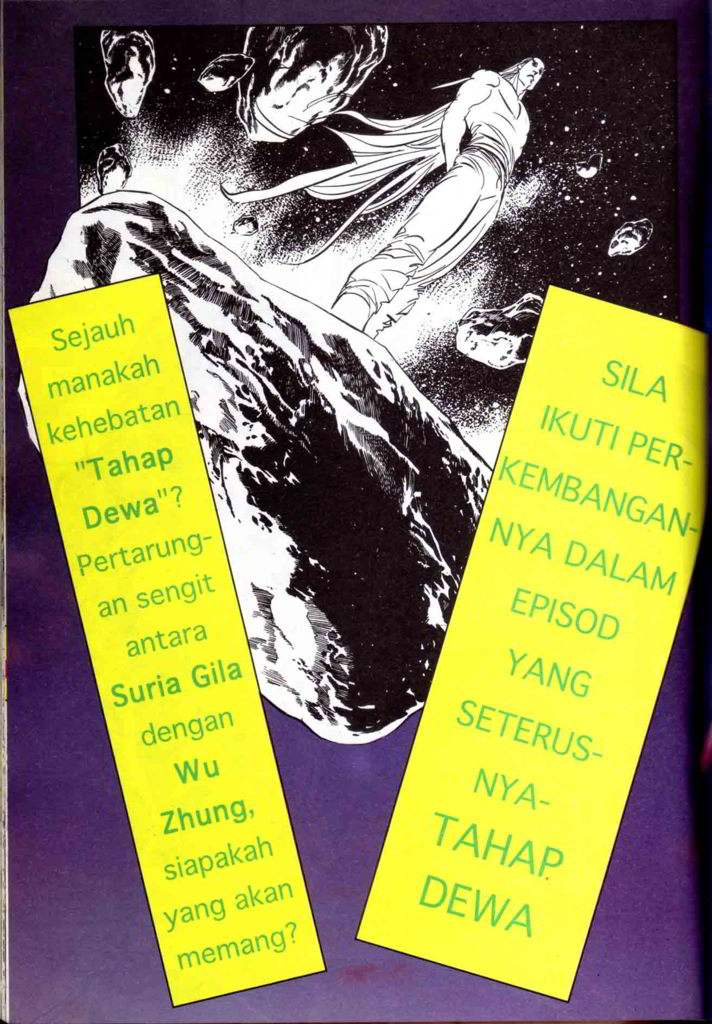 Sejauh
manakah
kehebatan
"Tahap
Dewa"?
Pertarung-
an sengit
antara
Suria Gila
dengan
Wu
Zhung,
siapakah
yang akan
memang?
SILA
IKUTI PER-
KEMBANGAN-
NYA DALAM
EPISOD
YANG
SETERUS-
NYA-
TAHAP
DEWA